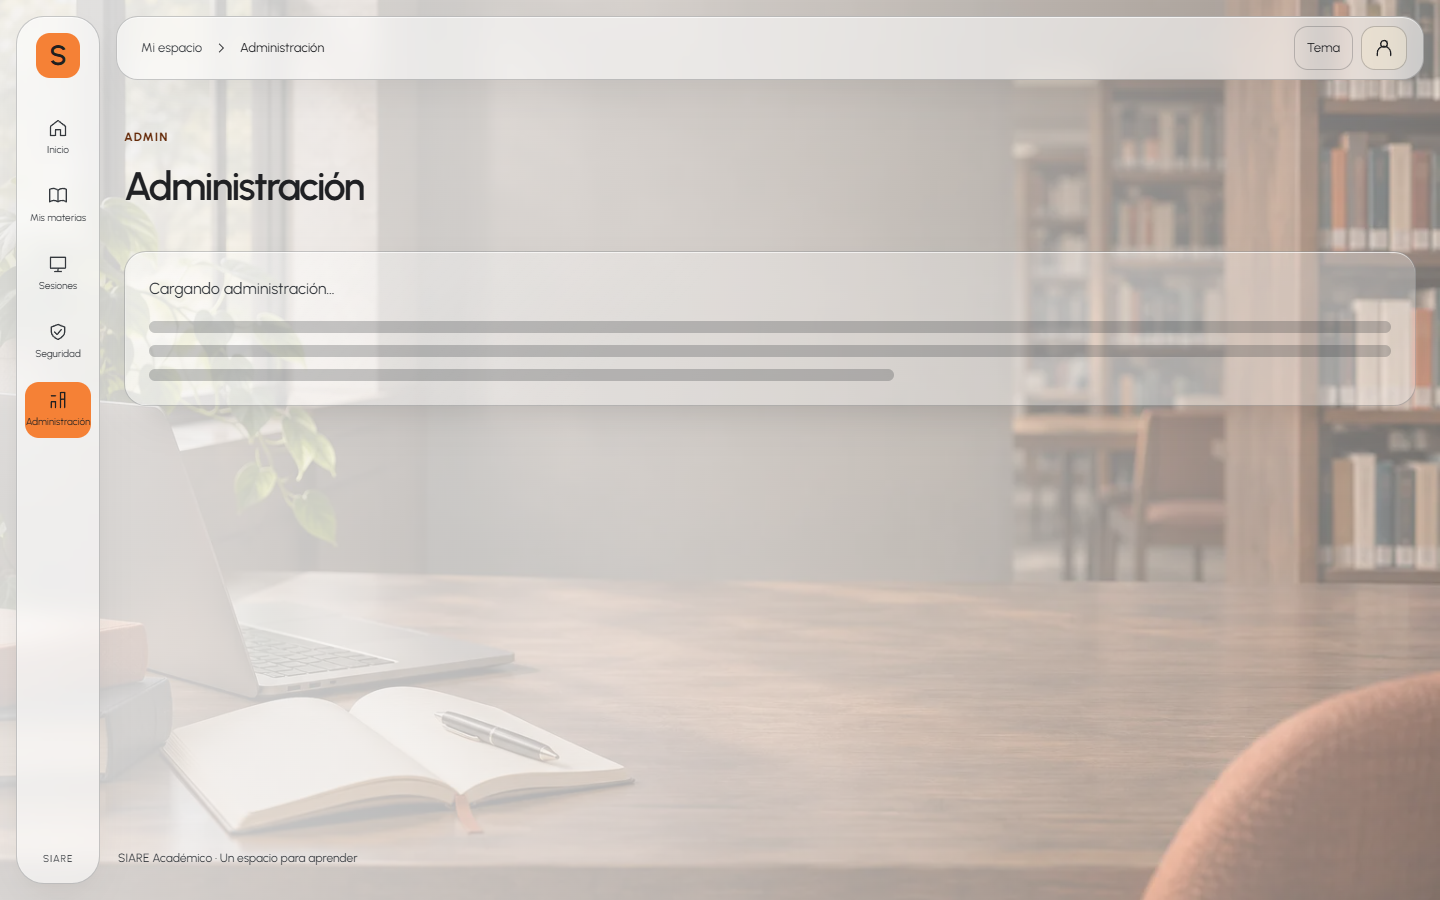 S
Mi espacio > Administración
Tema
Inicio
Mis materias
Sesiones
Seguridad
Administración
SIARE
ADMIN
Administración
Cargando administración...
SIARE Académico · Un espacio para aprender